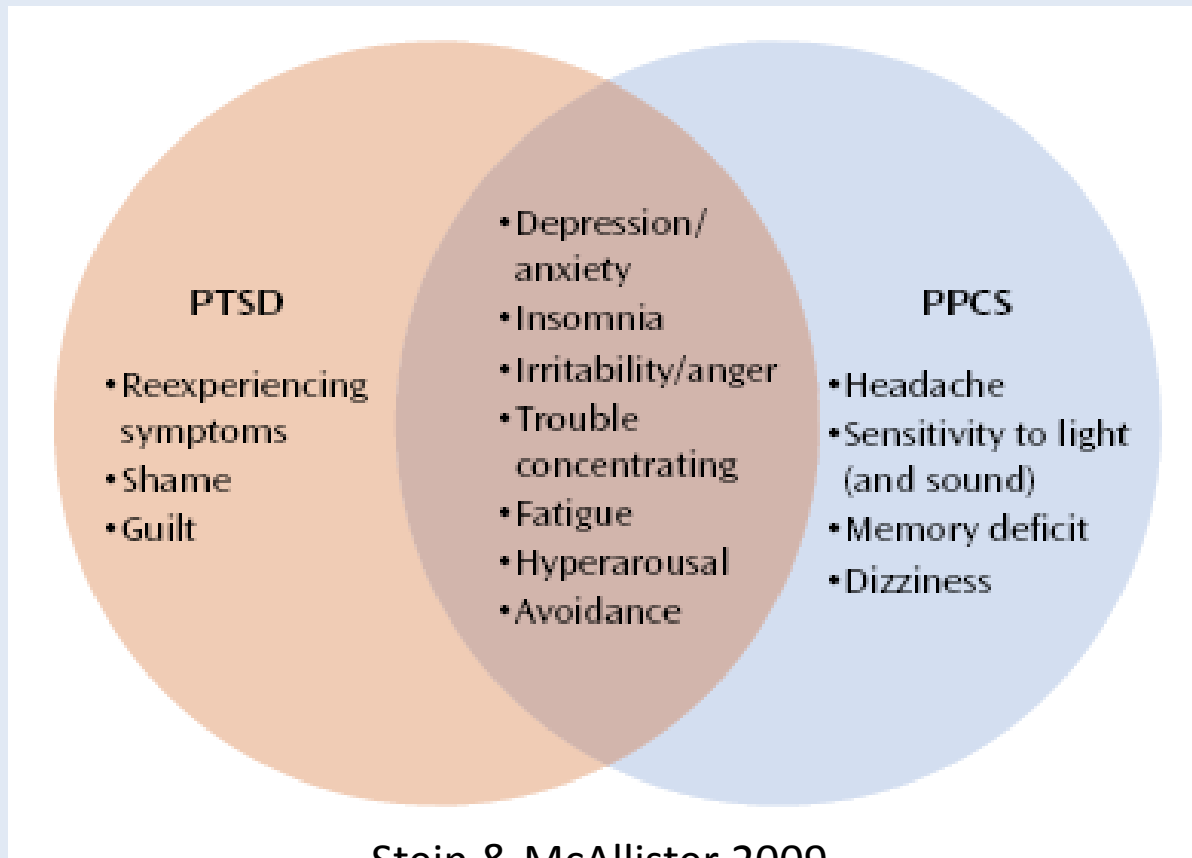 PTSD
•Reexperiencing
symptoms
•Shame
•Guilt
•Depression/
anxiety
•Insomnia
•Irritability/anger
•Trouble
concentrating
•Fatigue
•Hyperarousal
•Avoidance
PPCS
•Headache
•Sensitivity to light
(and sound)
•Memory deficit
•Dizziness
Stein & McAllister 2009